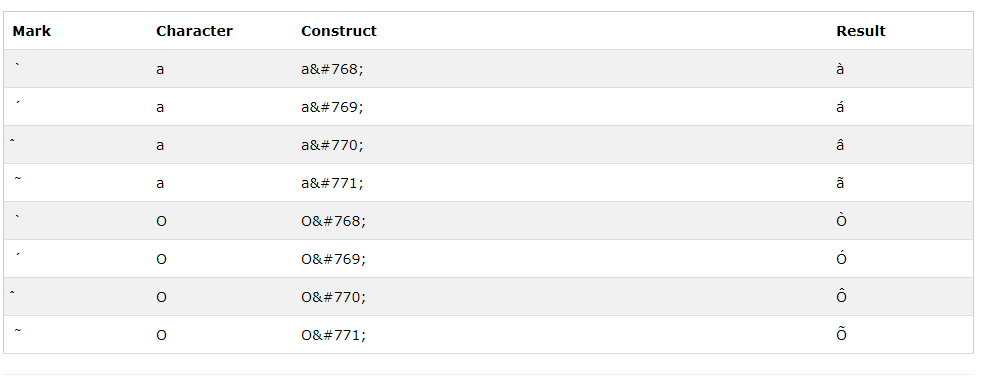 Mark Character Construct Result
` a a&#768; à
´ a a&#769; á
ˆ a a&#770; â
˜ a a&#771; ã
` O O&#768; Ò
´ O O&#769; Ó
ˆ O O&#770; Ô
˜ O O&#771; Õ